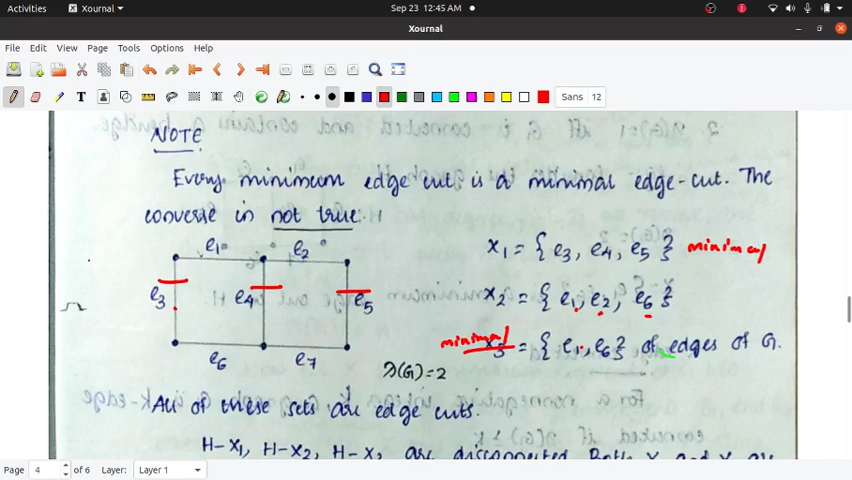 Activities Xournal Sep 23 12:45 AM
Xournal
File Edit View Page Tools Options Help
Sans 12
NOTE
Every minimum edge cut is a minimal edge-cut. The
converse in not true.
e1 e2
e3 e4 e5
e6 e7
x1 = { e3, e4, e5 } minimal
x2 = { e1, e2, e6 }
minimal
x3 = { e1, e6 } of edges of G.
λ(G)=2
All of these sets are edge cuts.
H-x1, H-x2, H-x3 are disconnected. Both
Page 4 of 6 Layer: Layer 1